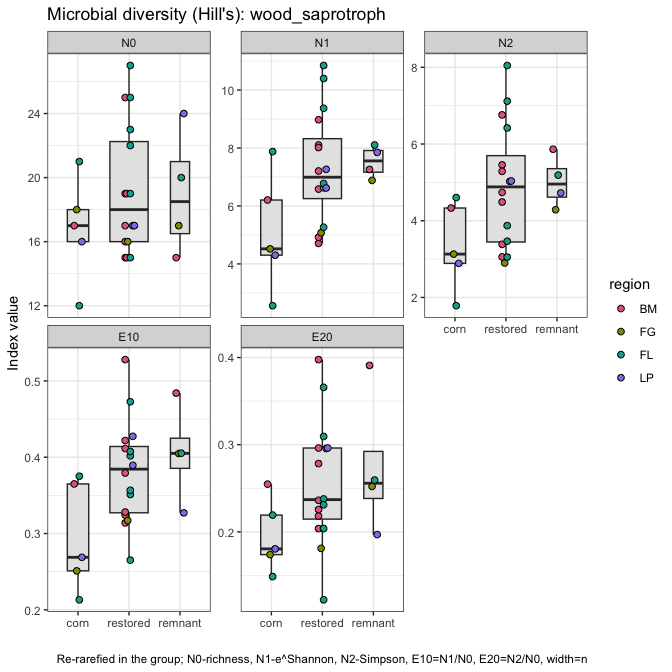 Microbial diversity (Hill's): wood_saprotroph
N0
N1
N2
24
20
16
12
10
8
6
4
8
6
4
2
corn
restored
remnant
Index value
E10
E20
0.5
0.4
0.3
0.2
0.4
0.3
0.2
corn
restored
remnant
corn
restored
remnant
region
BM
FG
FL
LP
Re-rarefied in the group; N0-richness, N1-e^Shannon, N2-Simpson, E10=N1/N0, E20=N2/N0, width=n